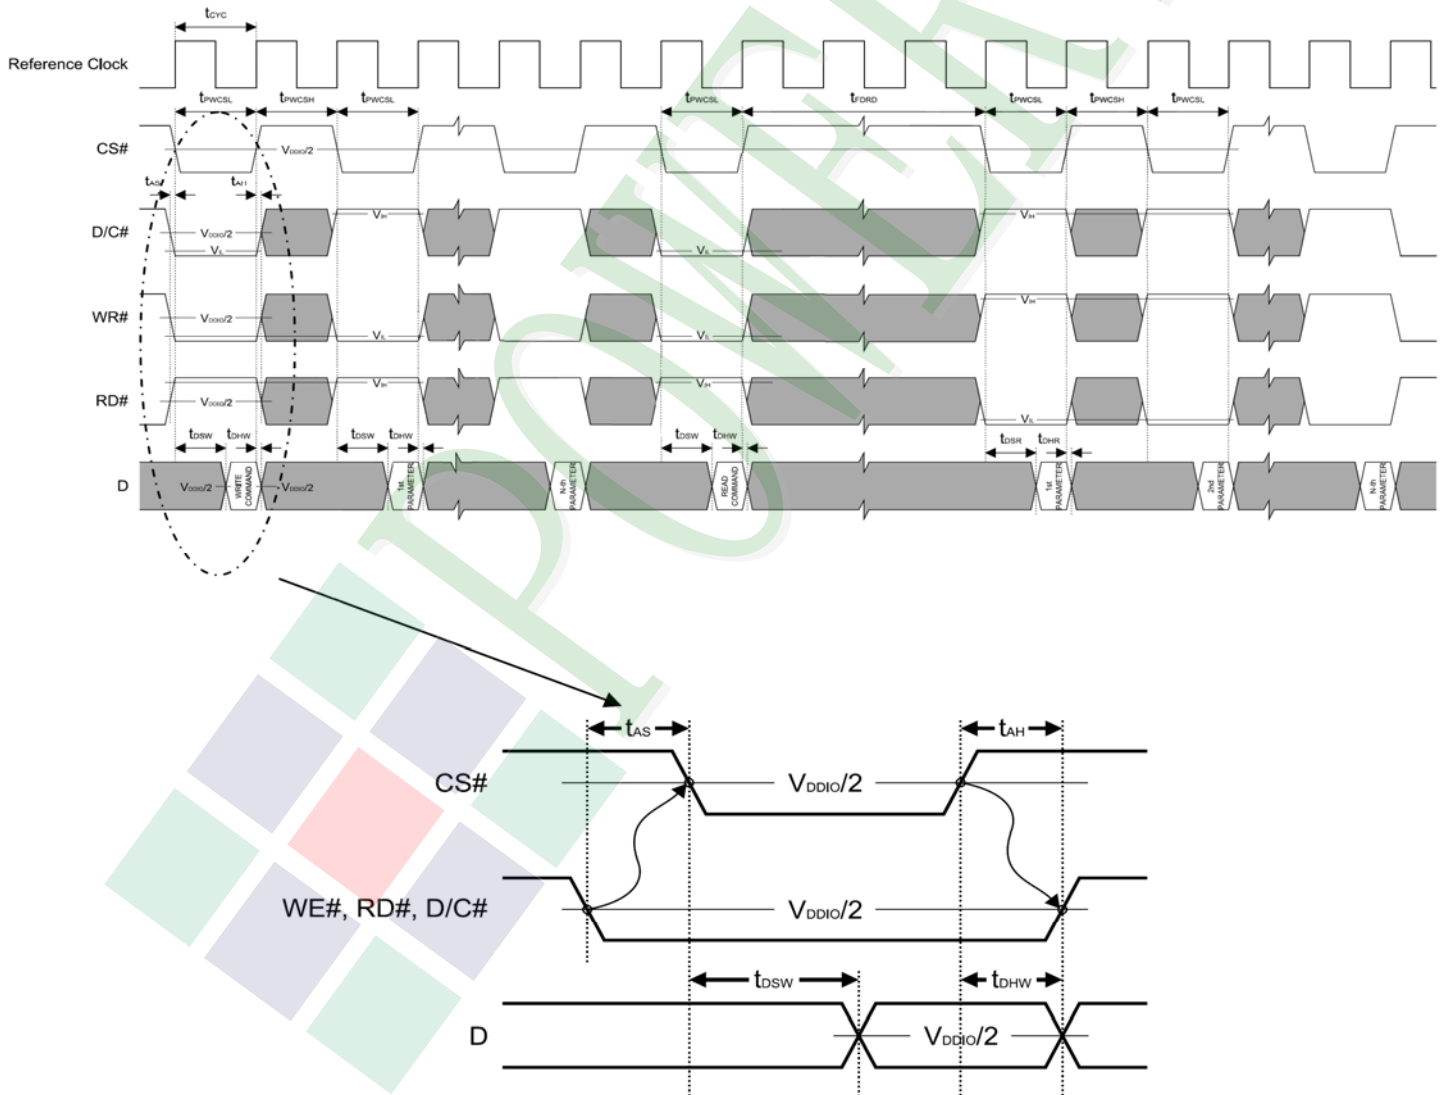 tCYC
Reference Clock
tPWCSL tPWCSH tPWCSL tPWCSL tFDRD tPWCSL tPWCSH tPWCSL
CS# VDDIO/2
tAS tAH
D/C# VDDIO/2 VIL VIH VIL VIH
WR# VDDIO/2 VIL VIL VIH
RD# VDDIO/2 VIH VIH VIL
tDSW tDHW tDSW tDHW tDSW tDHW tDSR tDHR
D VDDIO/2 WRITE COMMAND VDDIO/2 1st PARAMETER N-th PARAMETER READ COMMAND 1st PARAMETER 2nd PARAMETER N-th PARAMETER
tAS tAH
CS# VDDIO/2
WE#, RD#, D/C# VDDIO/2
tDSW tDHW
D VDDIO/2
POWER